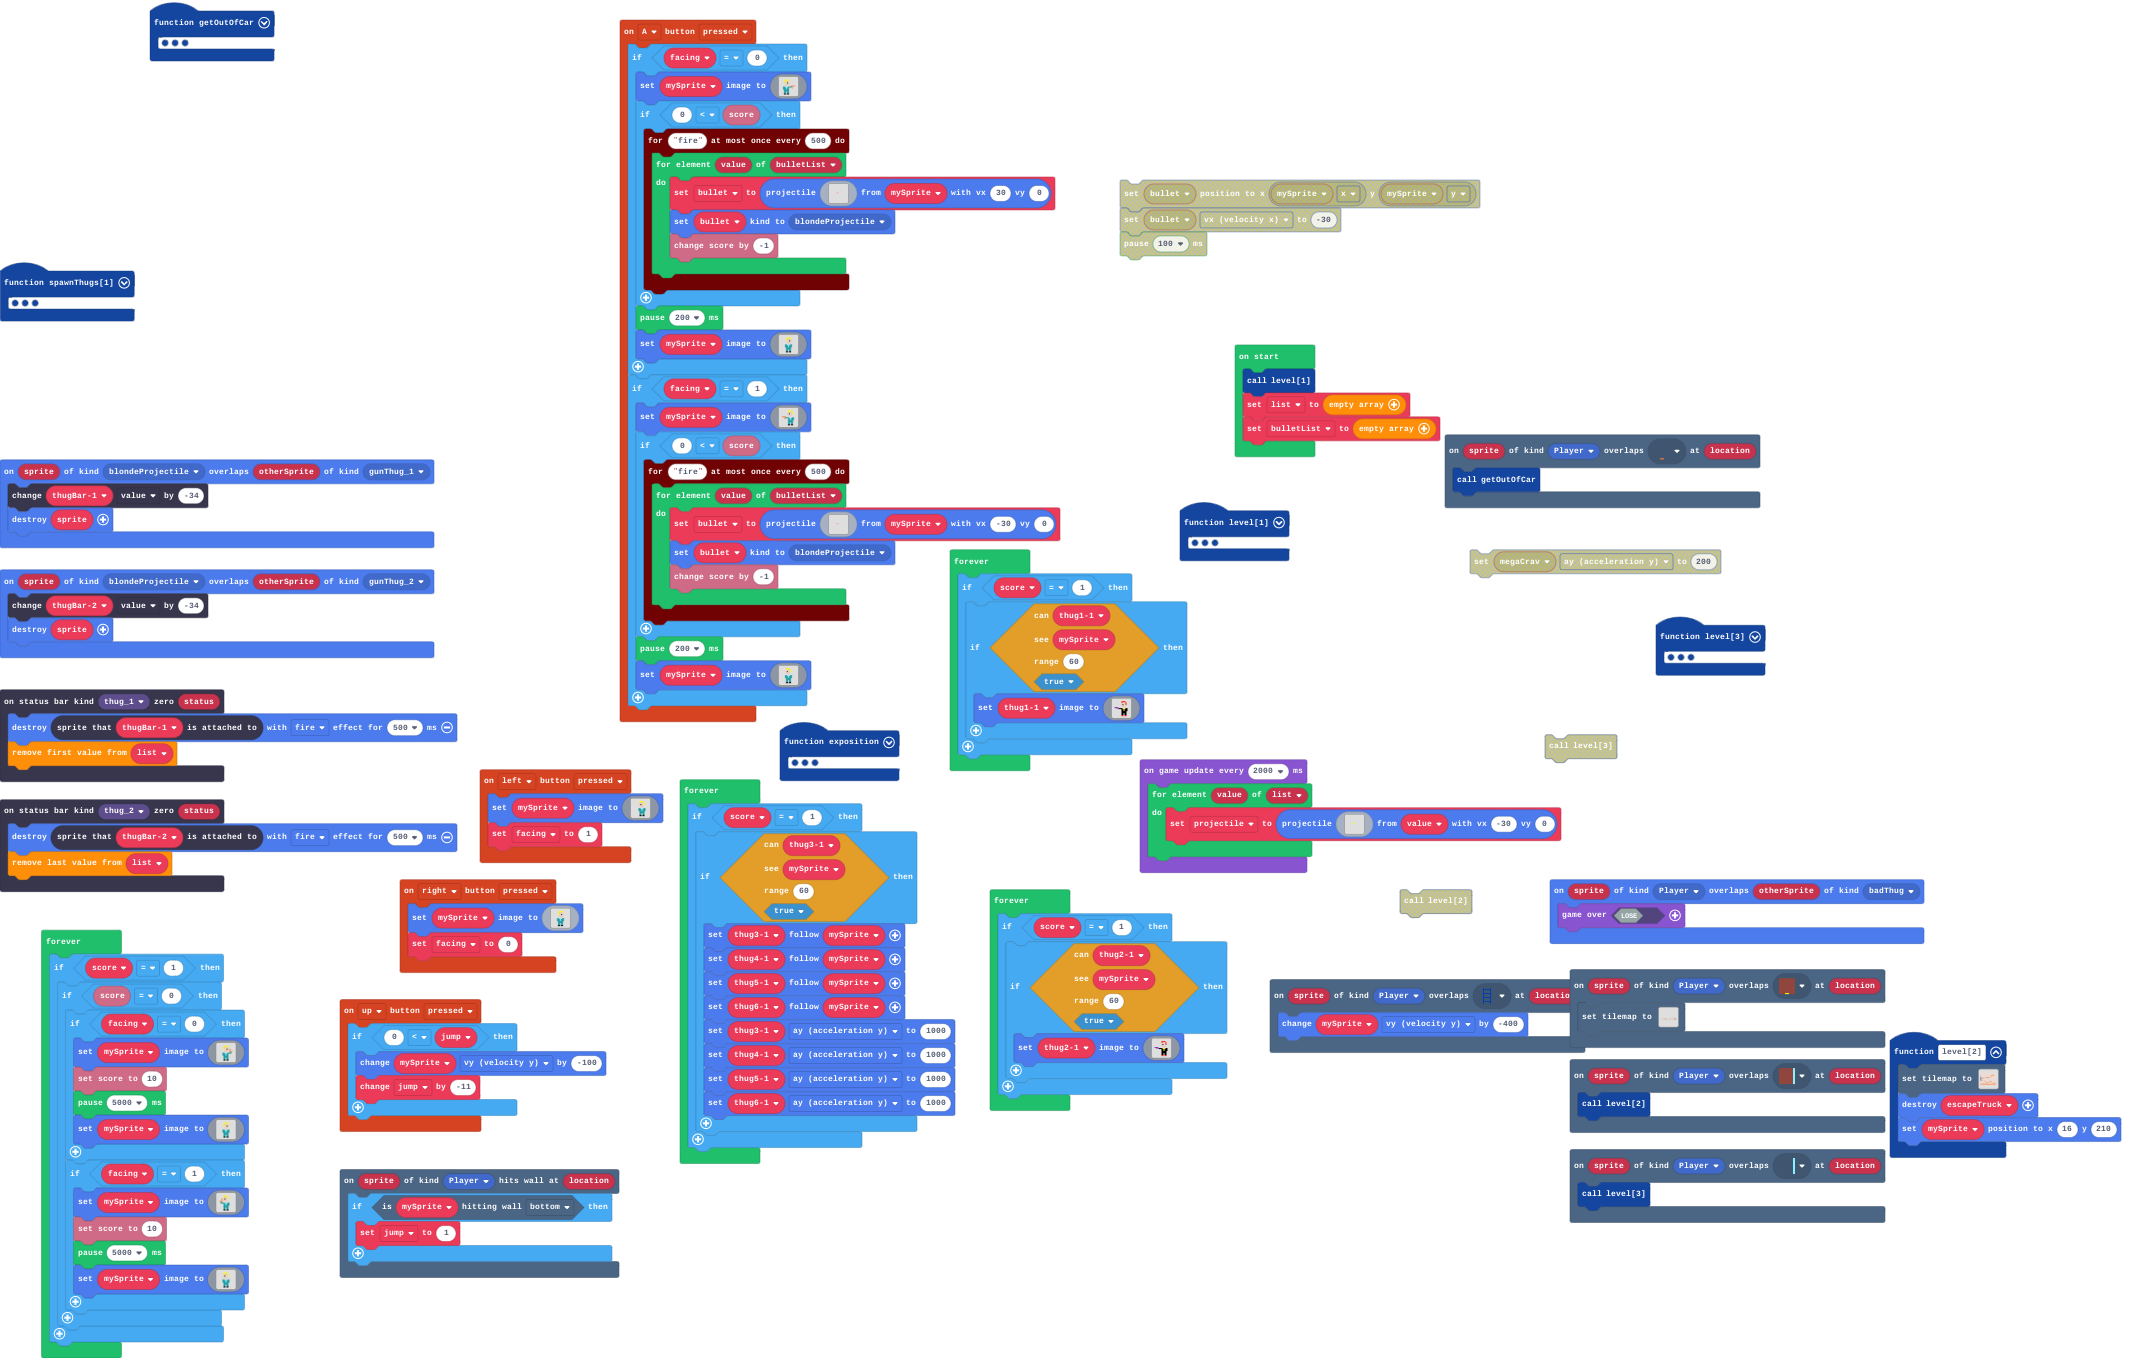 function getOutOfCar
function spawnThugs[1]
on sprite of kind blondeProjectile overlaps otherSprite of kind gunThug_1
change thugBar-1 value by -34
destroy sprite
on sprite of kind blondeProjectile overlaps otherSprite of kind gunThug_2
change thugBar-2 value by -34
destroy sprite
on status bar kind thug_1 zero status
destroy sprite that thugBar-1 is attached to with fire effect for 500 ms
remove first value from list
on status bar kind thug_2 zero status
destroy sprite that thugBar-2 is attached to with fire effect for 500 ms
remove last value from list
forever
if score = 1 then
if score = 0 then
if facing = 0 then
set mySprite image to
set score to 10
pause 5000 ms
set mySprite image to
if facing = 1 then
set mySprite image to
set score to 10
pause 5000 ms
set mySprite image to
on left button pressed
set mySprite image to
set facing to 1
on right button pressed
set mySprite image to
set facing to 0
on up button pressed
if 0 < jump then
change mySprite vy (velocity y) by -100
change jump by -11
on sprite of kind Player hits wall at location
if is mySprite hitting wall bottom then
set jump to 1
on A button pressed
if facing = 0 then
set mySprite image to
if 0 < score then
for "fire" at most once every 500 do
for element value of bulletList
do
set bullet to projectile from mySprite with vx 30 vy 0
set bullet kind to blondeProjectile
change score by -1
pause 200 ms
set mySprite image to
if facing = 1 then
set mySprite image to
if 0 < score then
for "fire" at most once every 500 do
for element value of bulletList
do
set bullet to projectile from mySprite with vx -30 vy 0
set bullet kind to blondeProjectile
change score by -1
pause 200 ms
set mySprite image to
function exposition
forever
if score = 1 then
if can thug3-1
see mySprite
range 60
true
then
set thug3-1 follow mySprite
set thug4-1 follow mySprite
set thug5-1 follow mySprite
set thug6-1 follow mySprite
set thug3-1 ay (acceleration y) to 1000
set thug4-1 ay (acceleration y) to 1000
set thug5-1 ay (acceleration y) to 1000
set thug6-1 ay (acceleration y) to 1000
forever
if score = 1 then
if can thug1-1
see mySprite
range 60
true
then
set thug1-1 image to
set bullet position to x mySprite x y mySprite y
set bullet vx (velocity x) to -30
pause 100 ms
on start
call level[1]
set list to empty array
set bulletList to empty array
function level[1]
on sprite of kind Player overlaps at location
call getOutOfCar
set megaCrav ay (acceleration y) to 200
function level[3]
call level[3]
on game update every 2000 ms
for element value of list
do
set projectile to projectile from value with vx -30 vy 0
forever
if score = 1 then
if can thug2-1
see mySprite
range 60
true
then
set thug2-1 image to
call level[2]
on sprite of kind Player overlaps otherSprite of kind badThug
game over LOSE
on sprite of kind Player overlaps at locatio
change mySprite vy (velocity y) by -400
on sprite of kind Player overlaps at location
set tilemap to
on sprite of kind Player overlaps at location
call level[2]
on sprite of kind Player overlaps at location
call level[3]
function level[2]
set tilemap to
destroy escapeTruck
set mySprite position to x 16 y 210